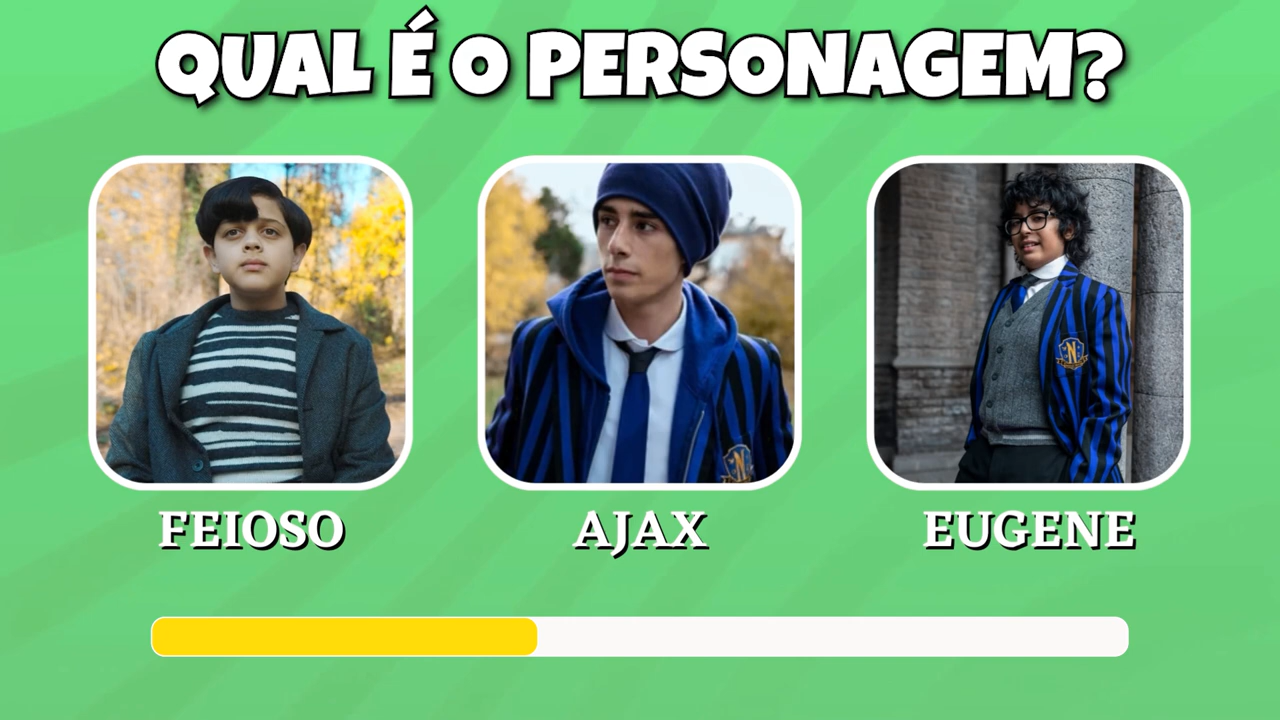 QUAL É O PERSONAGEM?
FEIOSO
AJAX
EUGENE
N
N